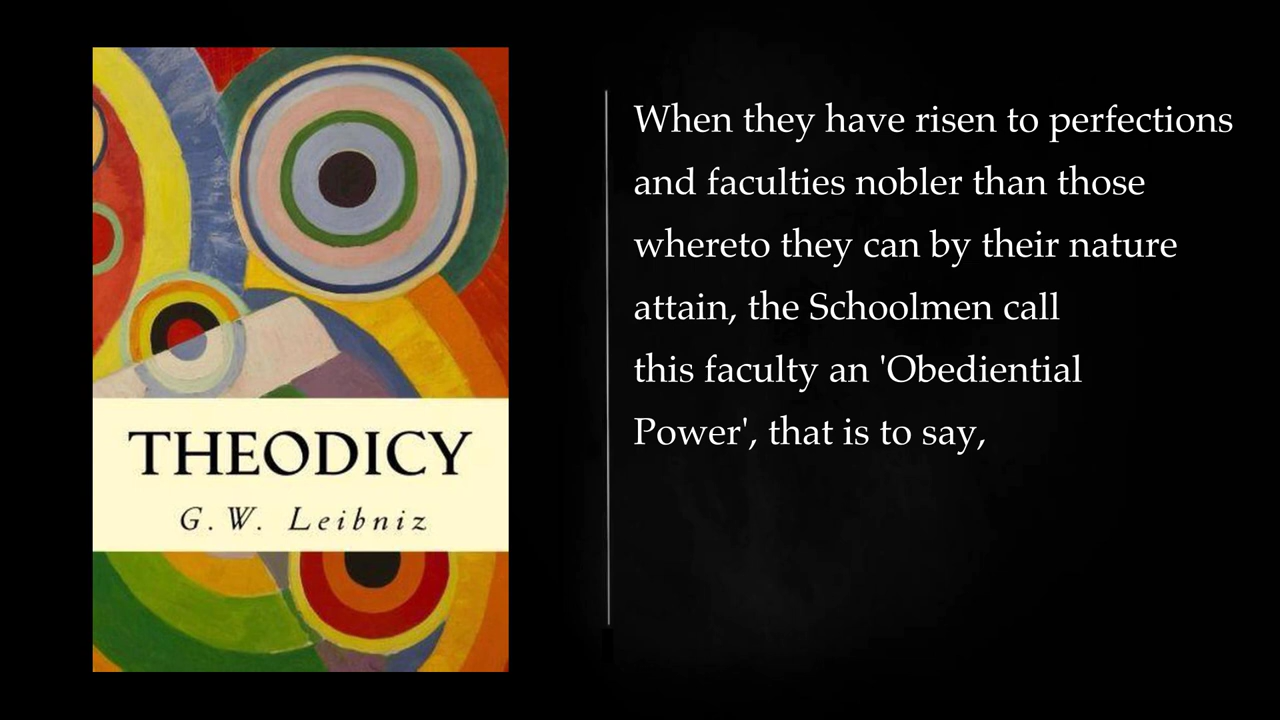 THEODICY
G. W. Leibniz
When they have risen to perfections
and faculties nobler than those
whereto they can by their nature
attain, the Schoolmen call
this faculty an 'Obediential
Power', that is to say,